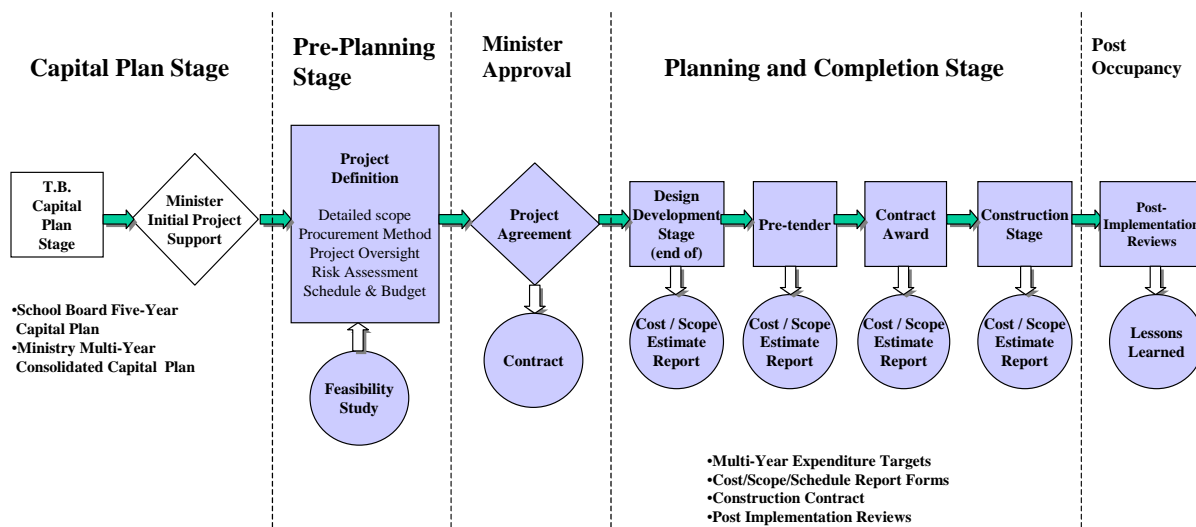 Capital Plan Stage
Pre-Planning
Stage
Minister
Approval
Planning and Completion Stage
Post
Occupancy
T.B.
Capital
Plan
Stage
Minister
Initial Project
Support
Project
Definition
Detailed scope
Procurement Method
Project Oversight
Risk Assessment
Schedule & Budget
Project
Agreement
Design
Development
Stage
(end of)
Pre-tender
Contract
Award
Construction
Stage
Post-
Implementation
Reviews
•School Board Five-Year
Capital Plan
•Ministry Multi-Year
Consolidated Capital Plan
Feasibility
Study
Contract
Cost / Scope
Estimate
Report
Cost / Scope
Estimate
Report
Cost / Scope
Estimate
Report
Cost / Scope
Estimate
Report
Lessons
Learned
•Multi-Year Expenditure Targets
•Cost/Scope/Schedule Report Forms
•Construction Contract
•Post Implementation Reviews